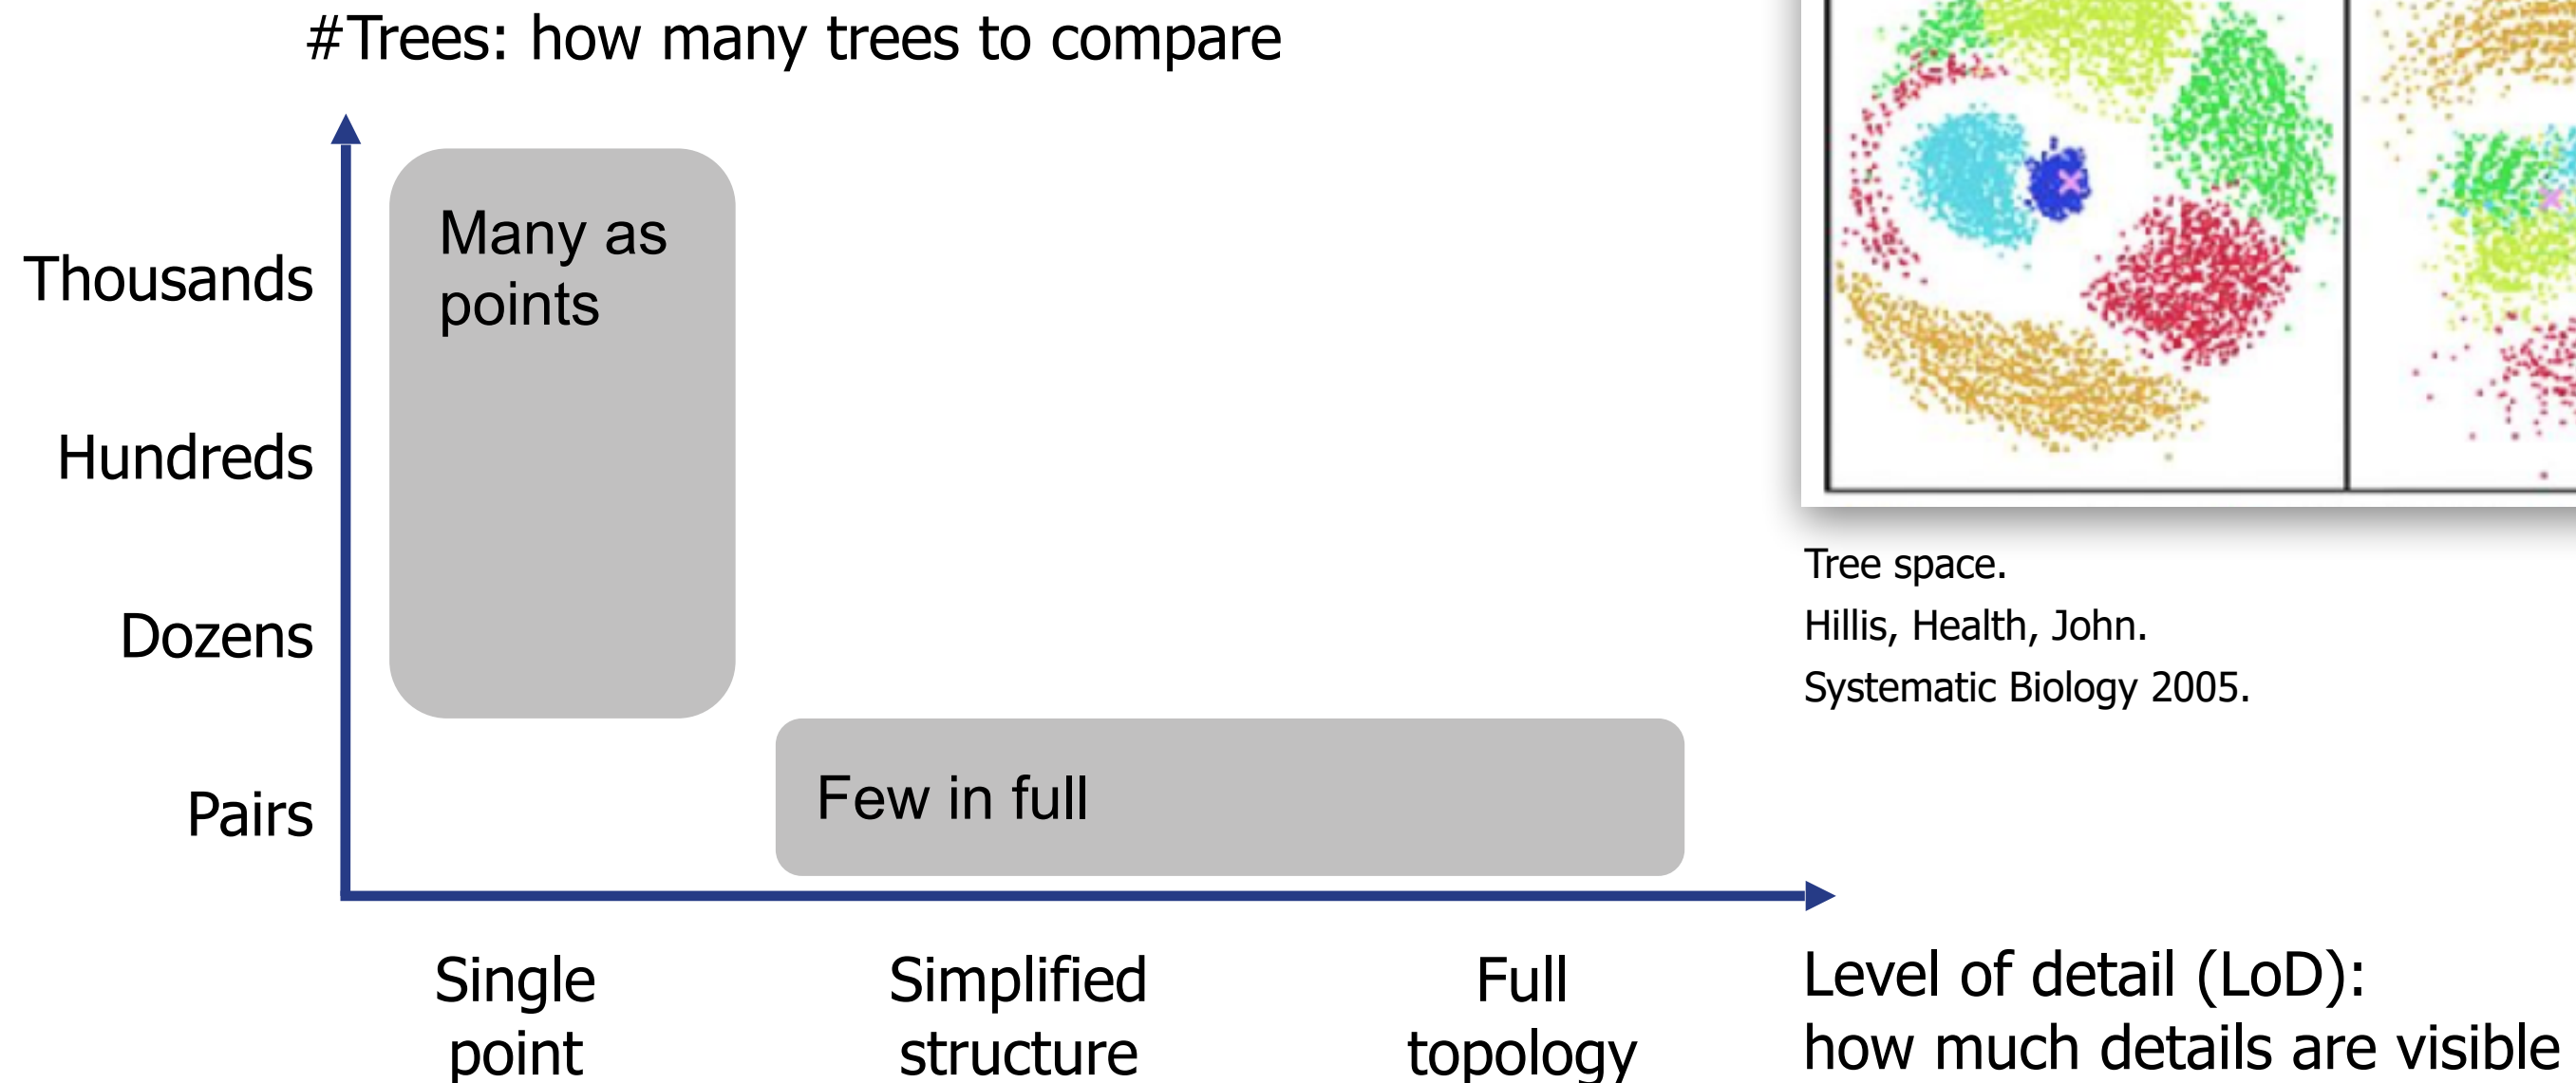 #Trees: how many trees to compare
Many as
points
Thousands
Hundreds
Dozens
Pairs
Few in full
Single
point
Simplified
structure
Full
topology
Tree space.
Hillis, Health, John.
Systematic Biology 2005.
Level of detail (LoD):
how much details are visible